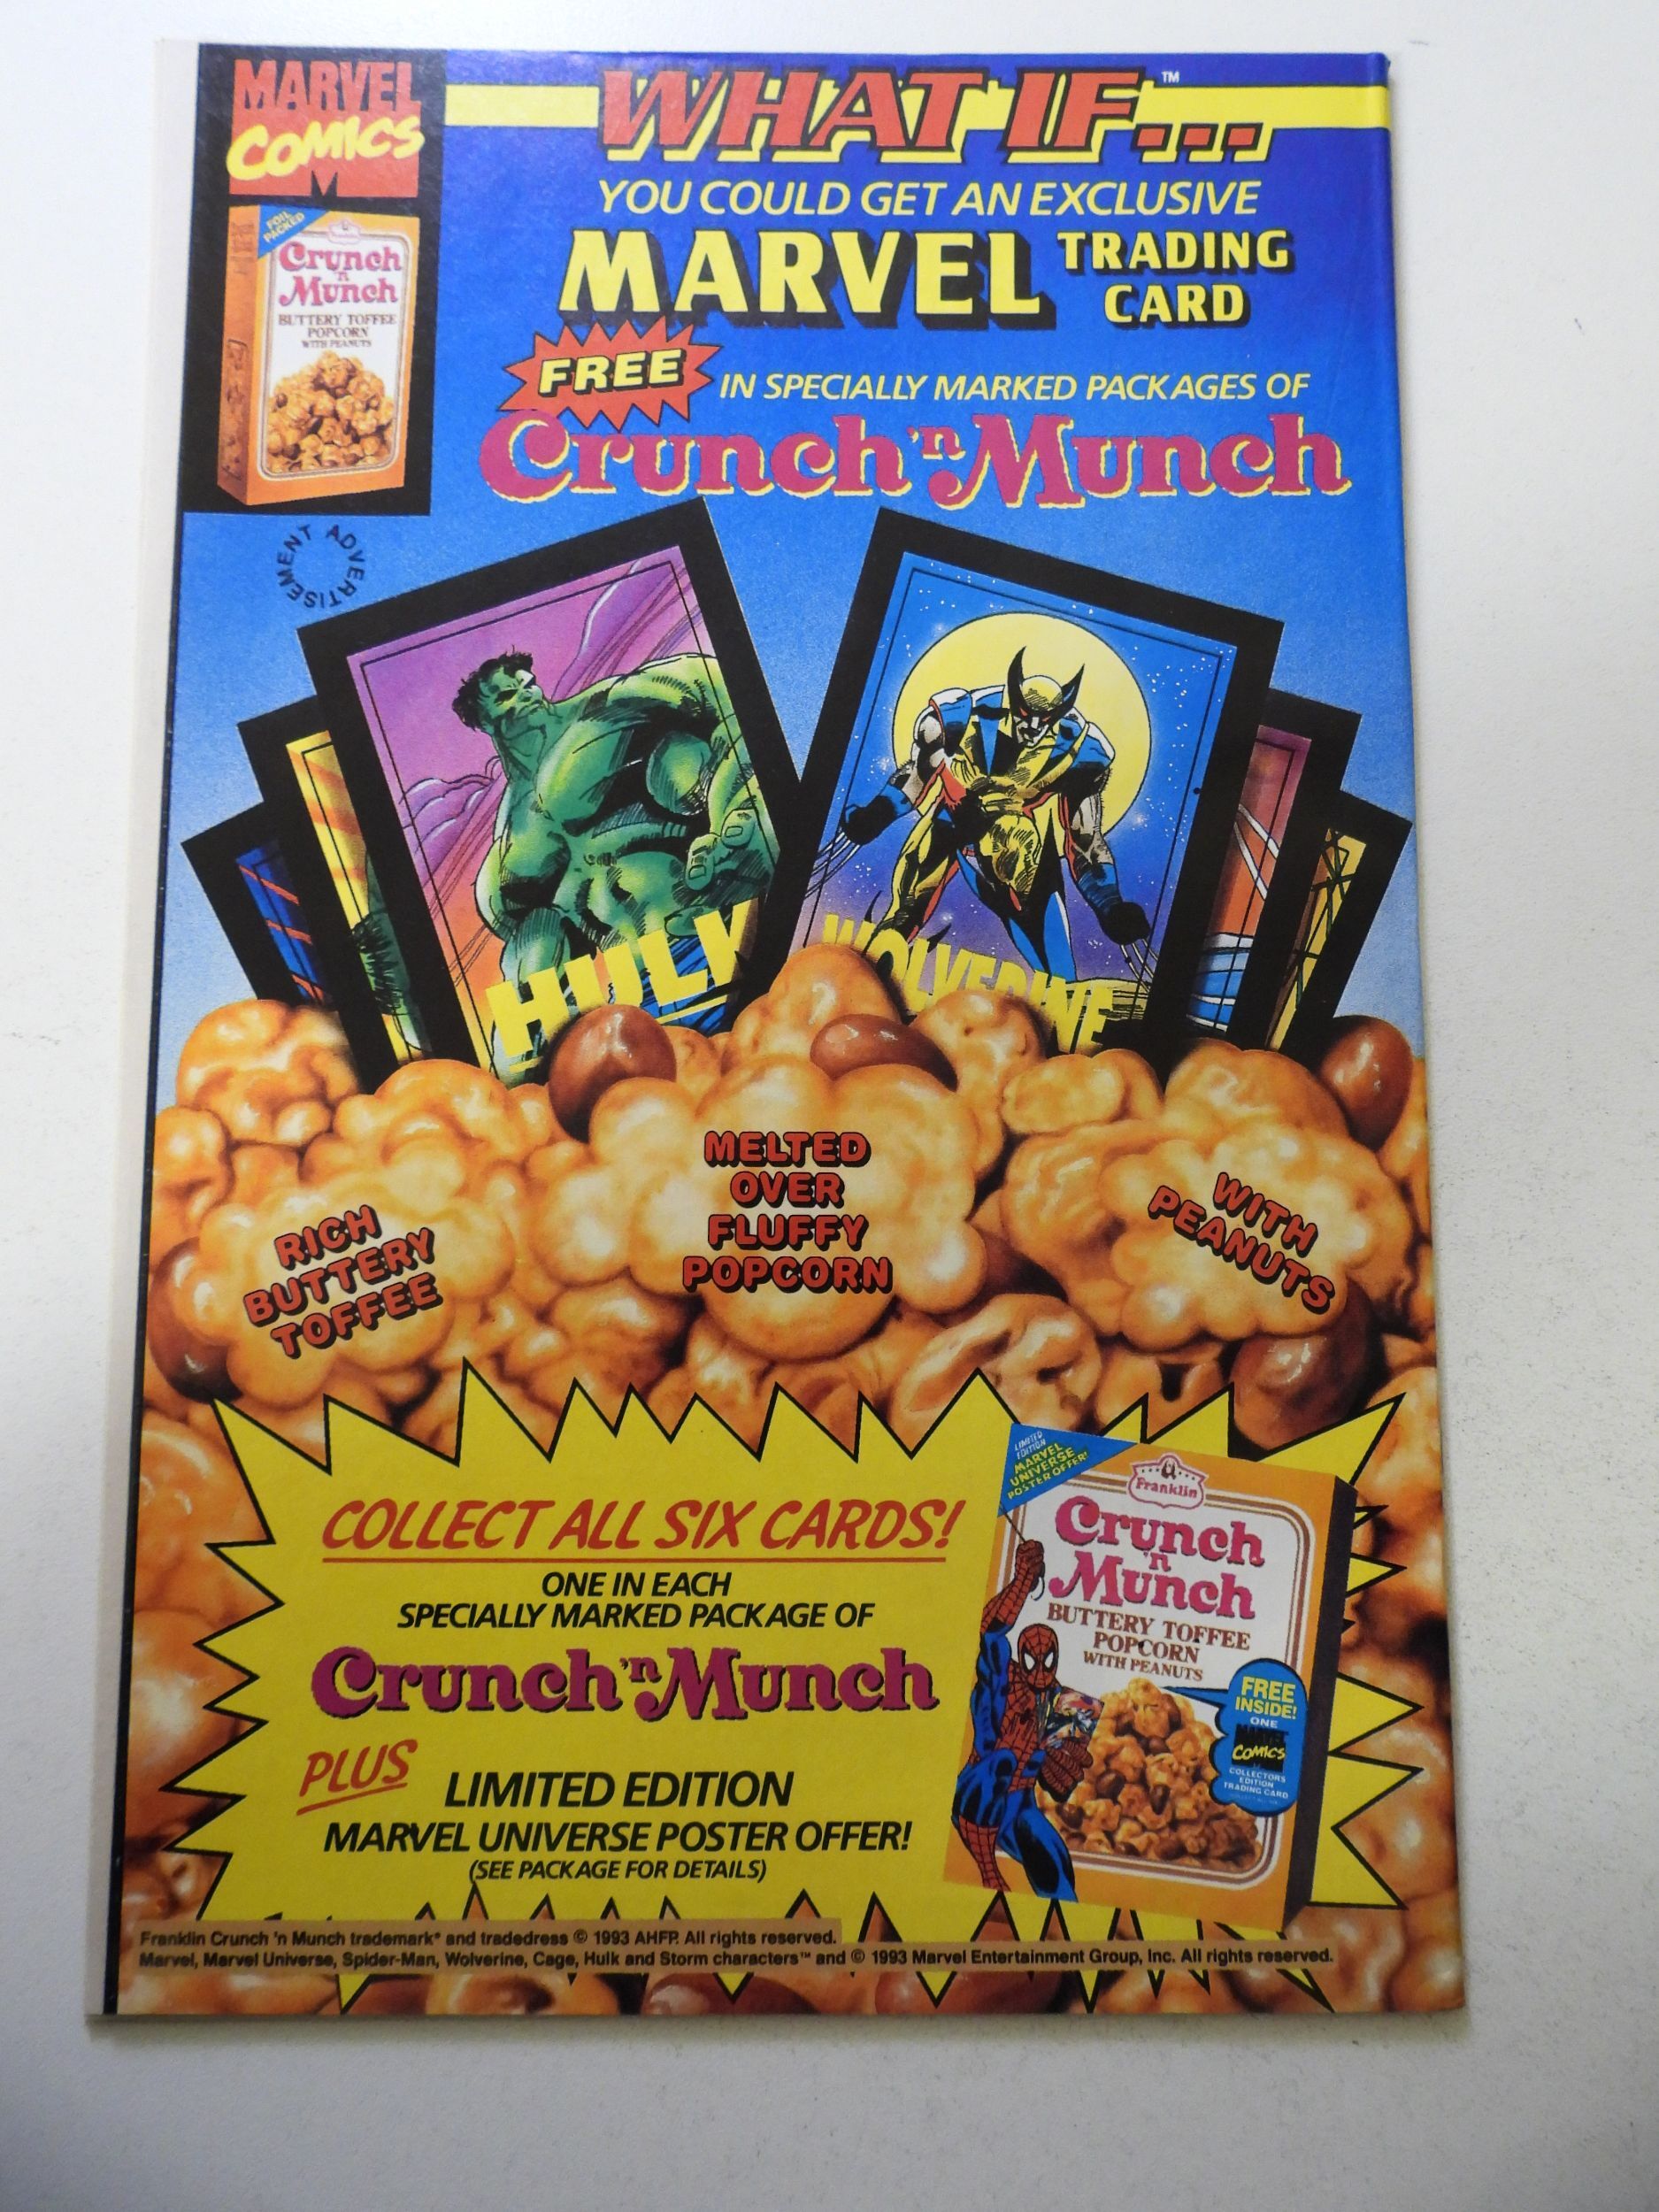 MARVEL
COMICS
WHAT IF...™
YOU COULD GET AN EXCLUSIVE
MARVEL TRADING
CARD
FREE IN SPECIALLY MARKED PACKAGES OF
Crunch 'n Munch
FOIL
PACKED
Crunch
'n
Munch
BUTTERY TOFFEE
POPCORN
WITH PEANUTS
ADVERTISEMENT
HULK
WOLVERINE
RICH
BUTTERY
TOFFEE
MELTED
OVER
FLUFFY
POPCORN
WITH
PEANUTS
COLLECT ALL SIX CARDS!
ONE IN EACH
SPECIALLY MARKED PACKAGE OF
Crunch 'n Munch
PLUS LIMITED EDITION
MARVEL UNIVERSE POSTER OFFER!
(SEE PACKAGE FOR DETAILS)
LIMITED
EDITION
MARVEL
UNIVERSE
POSTER OFFER!
Franklin
Crunch
'n
Munch
BUTTERY TOFFEE
POPCORN
WITH PEANUTS
FREE
INSIDE!
ONE
COMICS
COLLECTORS
EDITION
TRADING CARD
Franklin Crunch 'n Munch trademark* and tradedress © 1993 AHFP. All rights reserved.
Marvel, Marvel Universe, Spider-Man, Wolverine, Cage, Hulk and Storm characters™ and © 1993 Marvel Entertainment Group, Inc. All rights reserved.